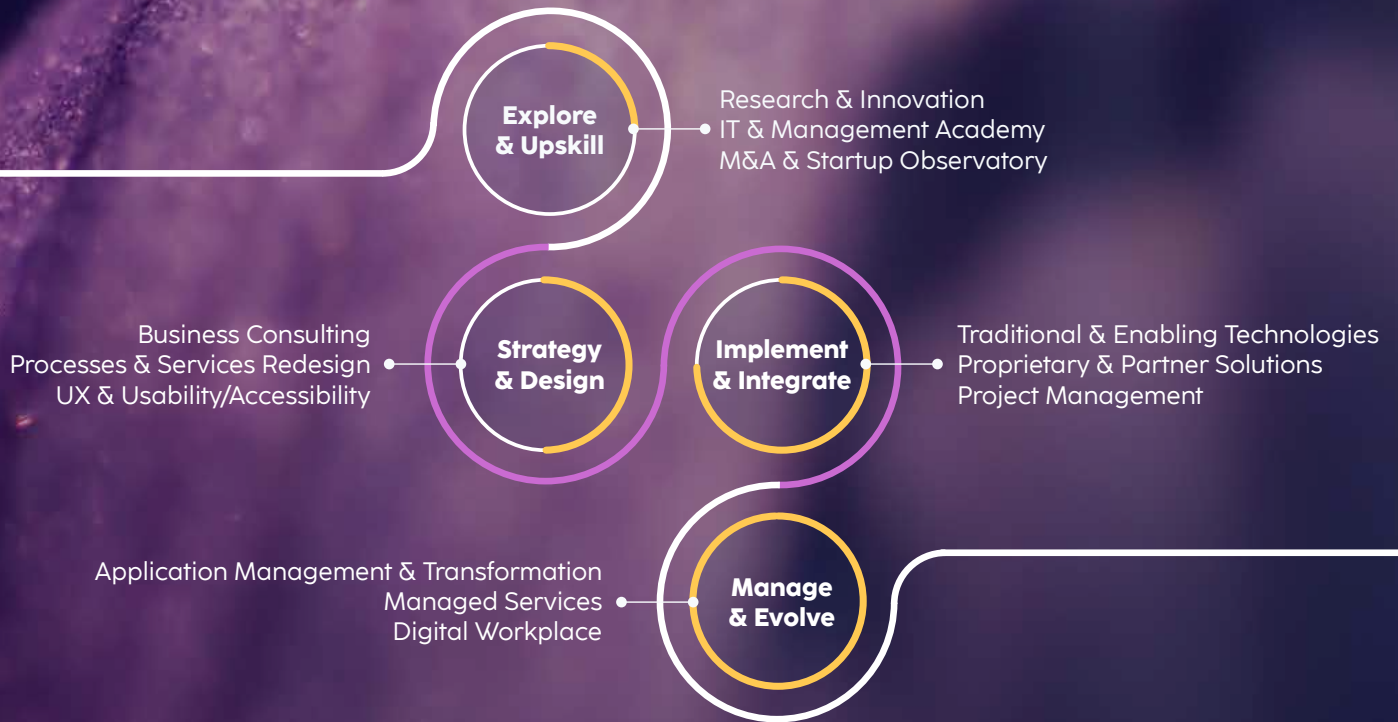 Explore
& Upskill
Research & Innovation
IT & Management Academy
M&A & Startup Observatory
Business Consulting
Processes & Services Redesign
UX & Usability/Accessibility
Strategy
& Design
Implement
& Integrate
Traditional & Enabling Technologies
Proprietary & Partner Solutions
Project Management
Application Management & Transformation
Managed Services
Digital Workplace
Manage
& Evolve